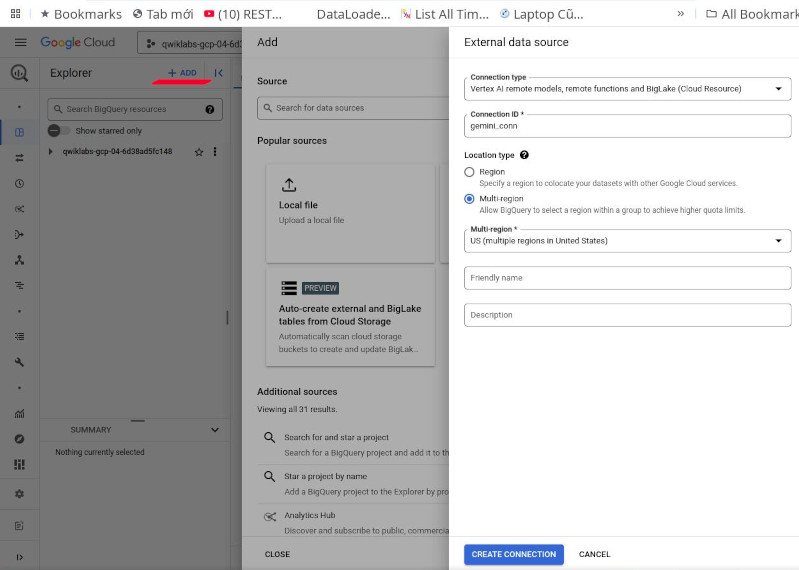 Bookmarks
Tab mới
(10) REST...
DataLoade...
List All Tim...
Laptop Cũ...
»
All Bookmark
Google Cloud
qwiklabs-gcp-04-6d3
Explorer
+ ADD
Search BigQuery resources
Show starred only
qwiklabs-gcp-04-6d38ad5fc148
SUMMARY
Nothing currently selected
Add
Source
Search for data sources
Popular sources
Local file
Upload a local file
PREVIEW
Auto-create external and BigLake
tables from Cloud Storage
Automatically scan cloud storage
buckets to create and update BigLak...
Additional sources
Viewing all 31 results.
Search for and star a project
Search for a BigQuery project and add it to th
Star a project by name
Add a BigQuery project to the Explorer by pro
Analytics Hub
Discover and subscribe to public, commercia
CLOSE
External data source
Connection type
Vertex AI remote models, remote functions and BigLake (Cloud Resource)
Connection ID *
gemini_conn
Location type
Region
Specify a region to colocate your datasets with other Google Cloud services.
Multi-region
Allow BigQuery to select a region within a group to achieve higher quota limits.
Multi-region *
US (multiple regions in United States)
Friendly name
Description
CREATE CONNECTION
CANCEL